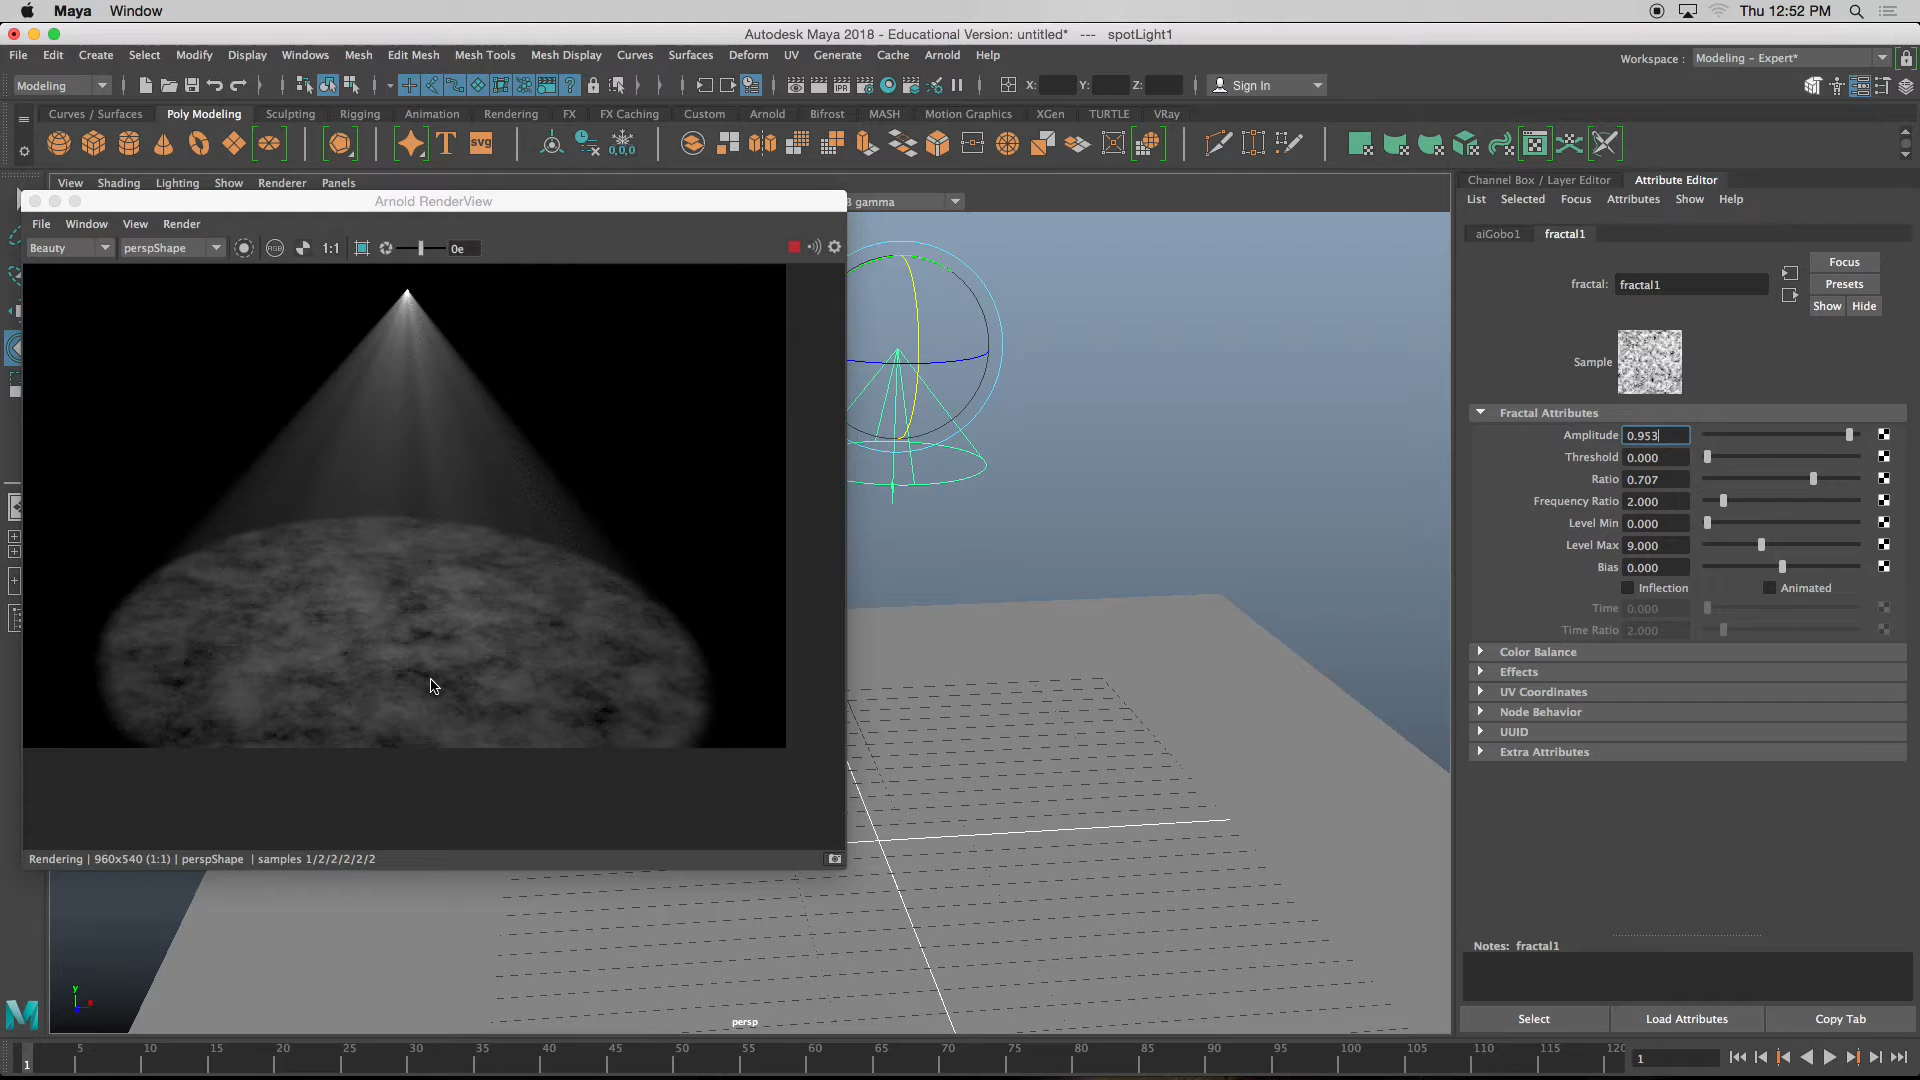 Maya Window
Thu 12:52 PM
Autodesk Maya 2018 - Educational Version: untitled* --- spotLight1
File Edit Create Select Modify Display Windows Mesh Edit Mesh Mesh Tools Mesh Display Curves Surfaces Deform UV Generate Cache Arnold Help
Workspace : Modeling - Expert*
Modeling
X: Y: Z: Sign In
Curves / Surfaces Poly Modeling Sculpting Rigging Animation Rendering FX FX Caching Custom Arnold Bifrost MASH Motion Graphics XGen TURTLE VRay
T SVG 0,0,0
View Shading Lighting Show Renderer Panels
Channel Box / Layer Editor Attribute Editor
List Selected Focus Attributes Show Help
Arnold RenderView
gamma
File Window View Render
Beauty perspShape RGB 1:1 0e
aiGobo1 fractal1
Focus
fractal: fractal1
Presets
Show Hide
Sample
Fractal Attributes
Amplitude 0.953
Threshold 0.000
Ratio 0.707
Frequency Ratio 2.000
Level Min 0.000
Level Max 9.000
Bias 0.000
Inflection Animated
Time 0.000
Time Ratio 2.000
Color Balance
Effects
UV Coordinates
Node Behavior
UUID
Extra Attributes
Rendering | 960x540 (1:1) | perspShape | samples 1/2/2/2/2/2
Notes: fractal1
y x
persp
Select Load Attributes Copy Tab
5 10 15 20 25 30 35 40 45 50 55 60 65 70 75 80 85 90 95 100 105 110 115 120
1 1